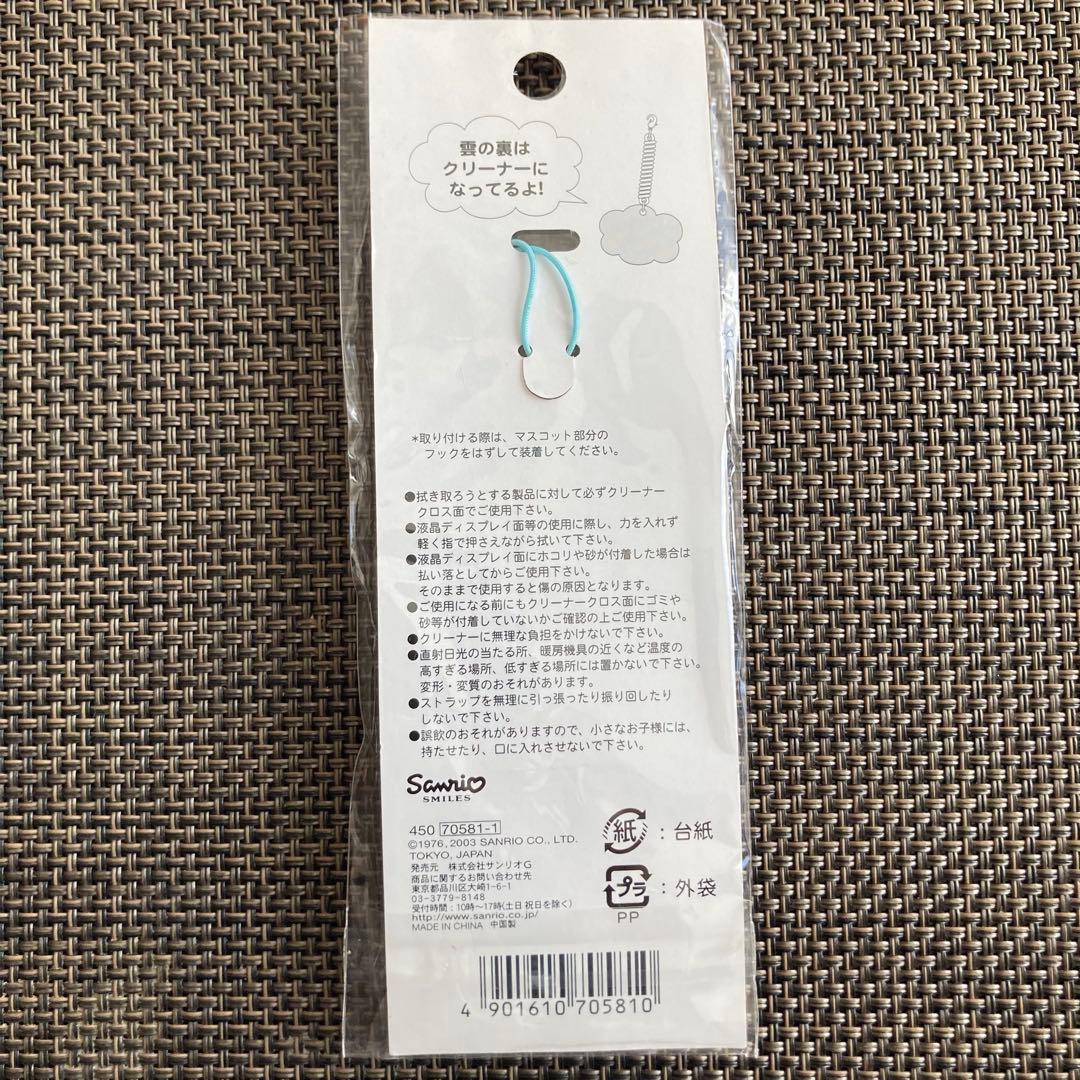 雲の裏は
クリーナーに
なってるよ!
*取り付ける際は、マスコット部分の
フックをはずして装着してください。
●拭き取ろうとする製品に対して必ずクリーナー
クロス面でご使用下さい。
●液晶ディスプレイ面等の使用に際し、力を入れず
軽く指で押さえながら拭いて下さい。
●液晶ディスプレイ面にホコリや砂が付着した場合は
払い落としてからご使用下さい。
そのままで使用すると傷の原因となります。
●ご使用になる前にもクリーナークロス面にゴミや
砂等が付着していないかご確認の上ご使用下さい。
●クリーナーに無理な負担をかけないで下さい。
●直射日光の当たる所、暖房機具の近くなど温度の
高すぎる場所、低すぎる場所には置かないで下さい。
変形・変質のおそれがあります。
●ストラップを無理に引っ張ったり振り回したり
しないで下さい。
●誤飲のおそれがありますので、小さなお子様には、
持たせたり、口に入れさせないで下さい。
Sanrio
SMILES
450 70581-1
©1976, 2003 SANRIO CO., LTD.
TOKYO, JAPAN
発売元 株式会社サンリオG
商品に関するお問い合わせ先
東京都品川区大崎1-6-1
03-3779-8148
受付時間:10時~17時(土日 祝日を除く)
http://www.sanrio.co.jp/
MADE IN CHINA 中国製
紙:台紙
プラ:外袋
PP
4 901610 705810